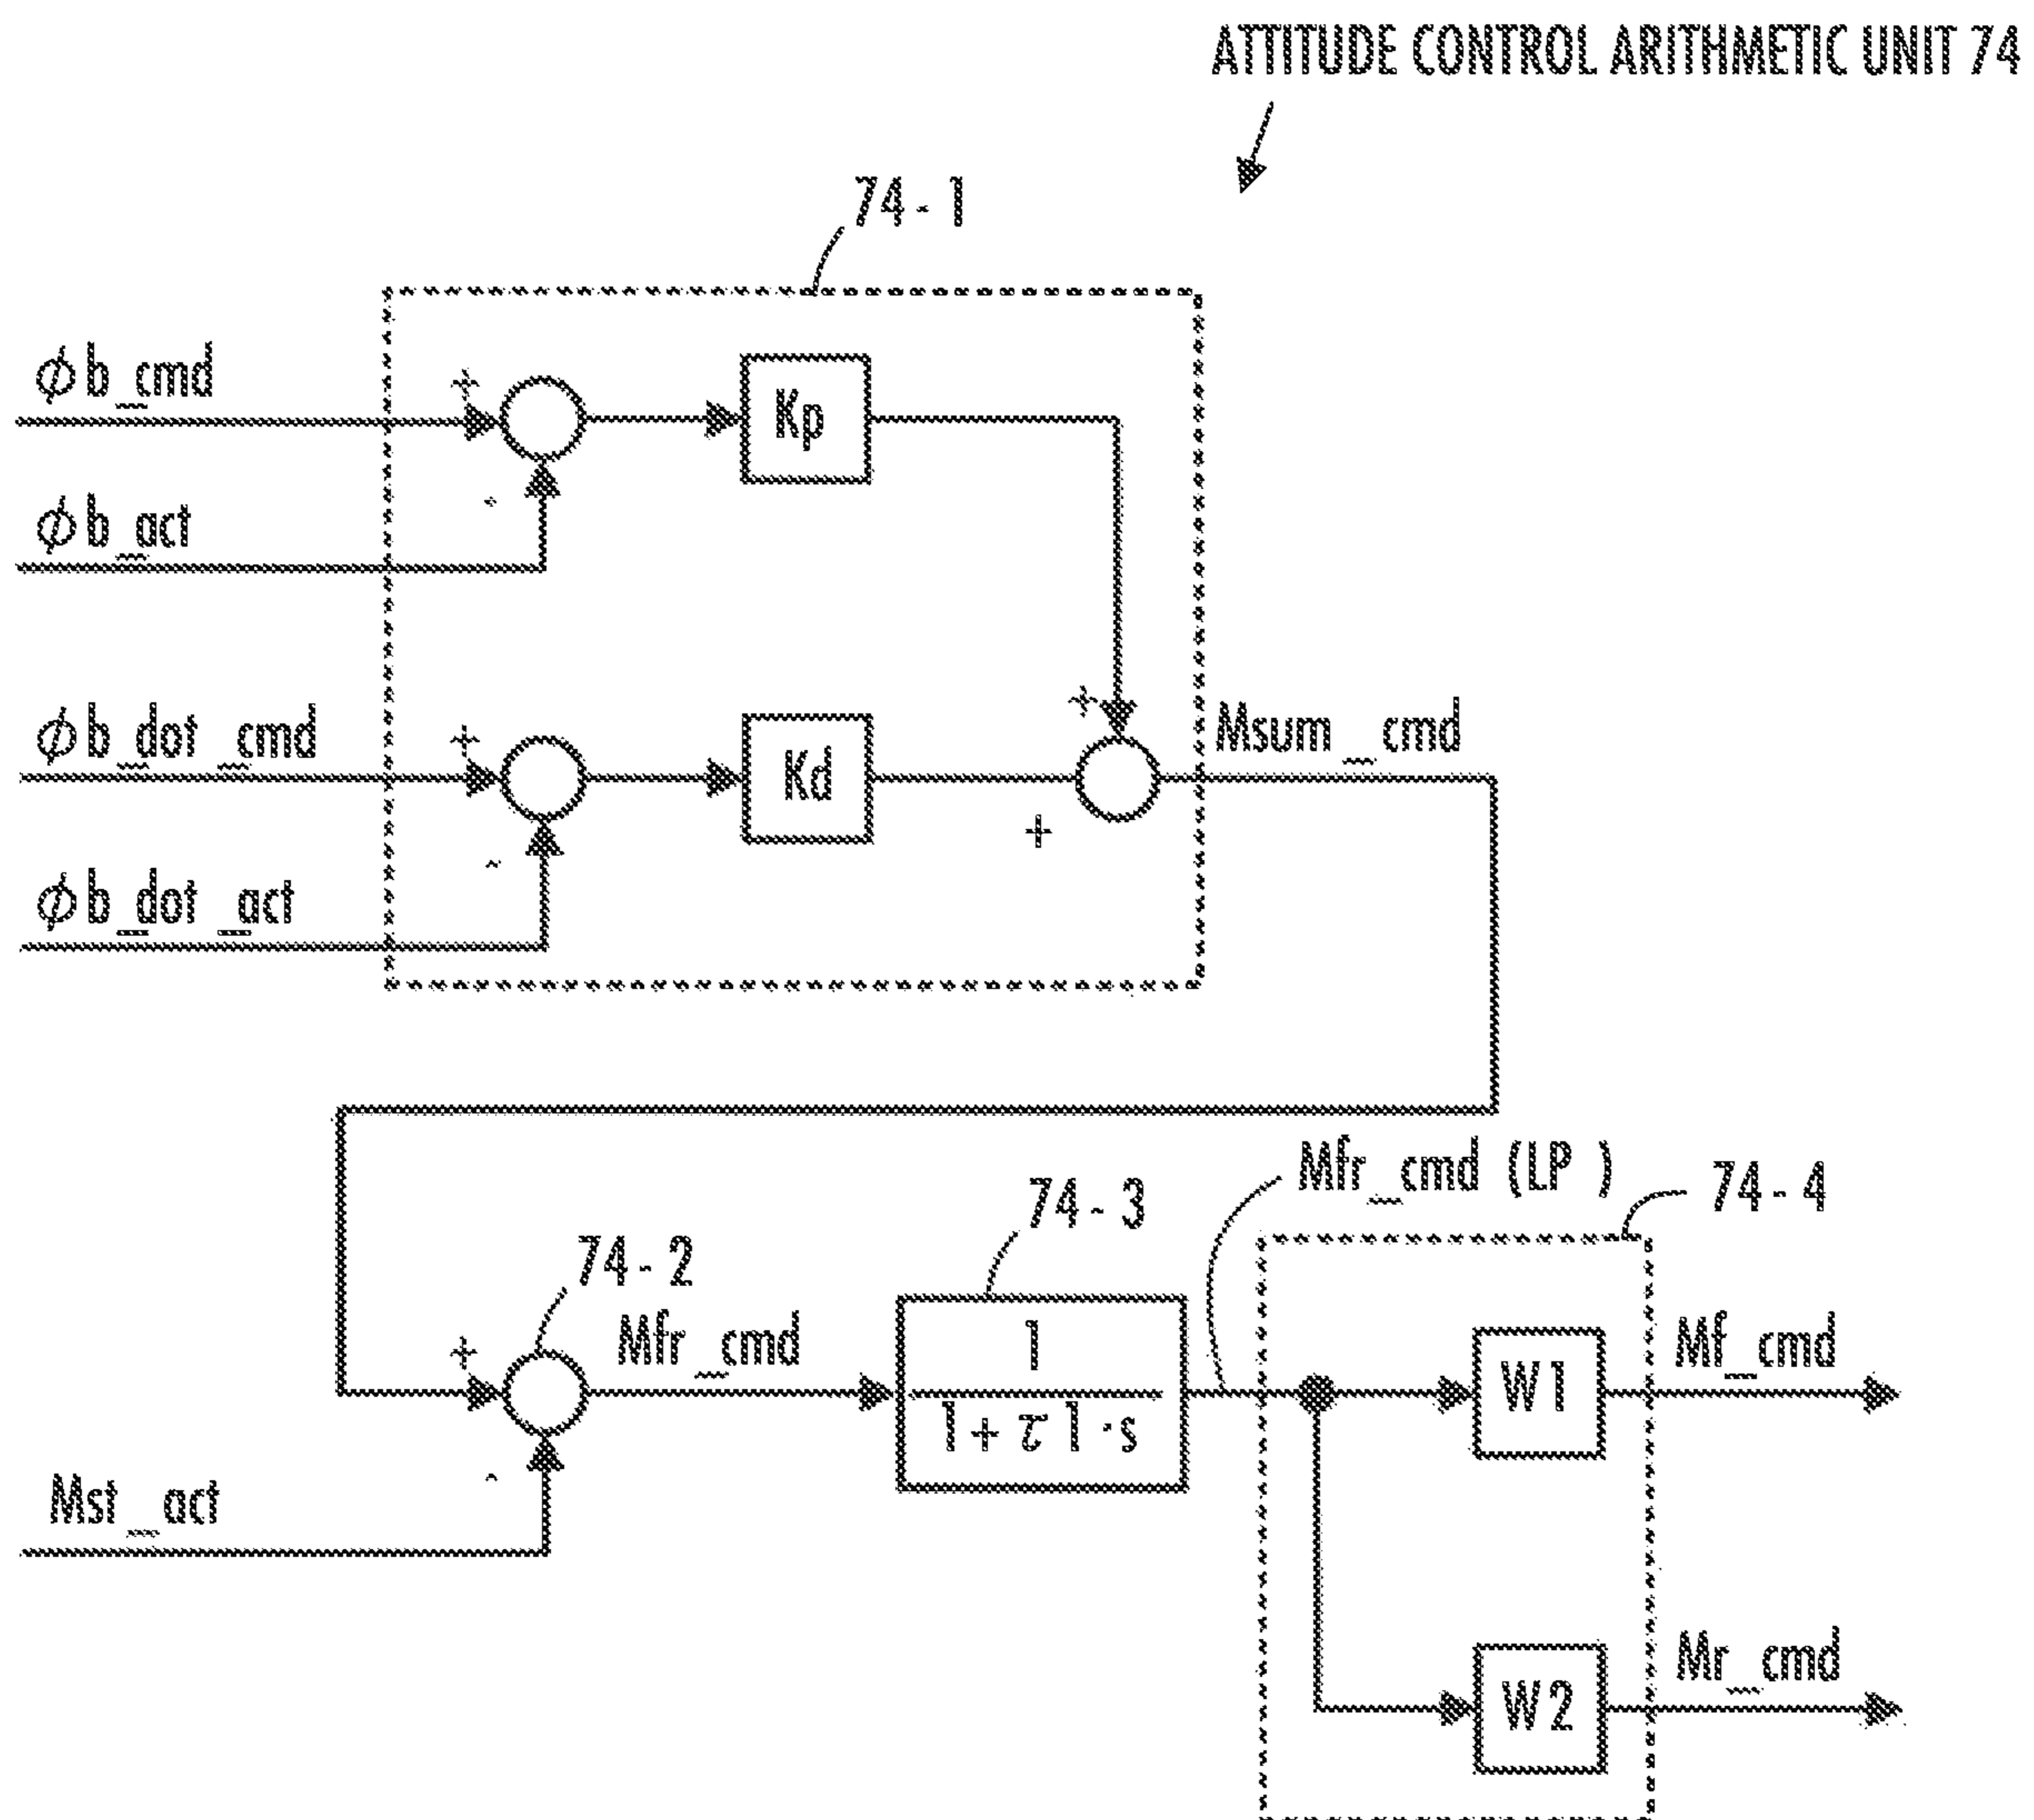 ATTITUDE CONTROL ARITHMETIC UNIT 74
74-1
ϕb_cmd
+
Kp
-
ϕb_act
+
ϕb_dot_cmd
+
Kd
Msum_cmd
+
-
ϕb_dot_act
Mfr_cmd (LP)
74-4
74-3
74-2
+
Mfr_cmd
1
1+τ1·s
W1
Mf_cmd
-
Mst_act
W2
Mr_cmd